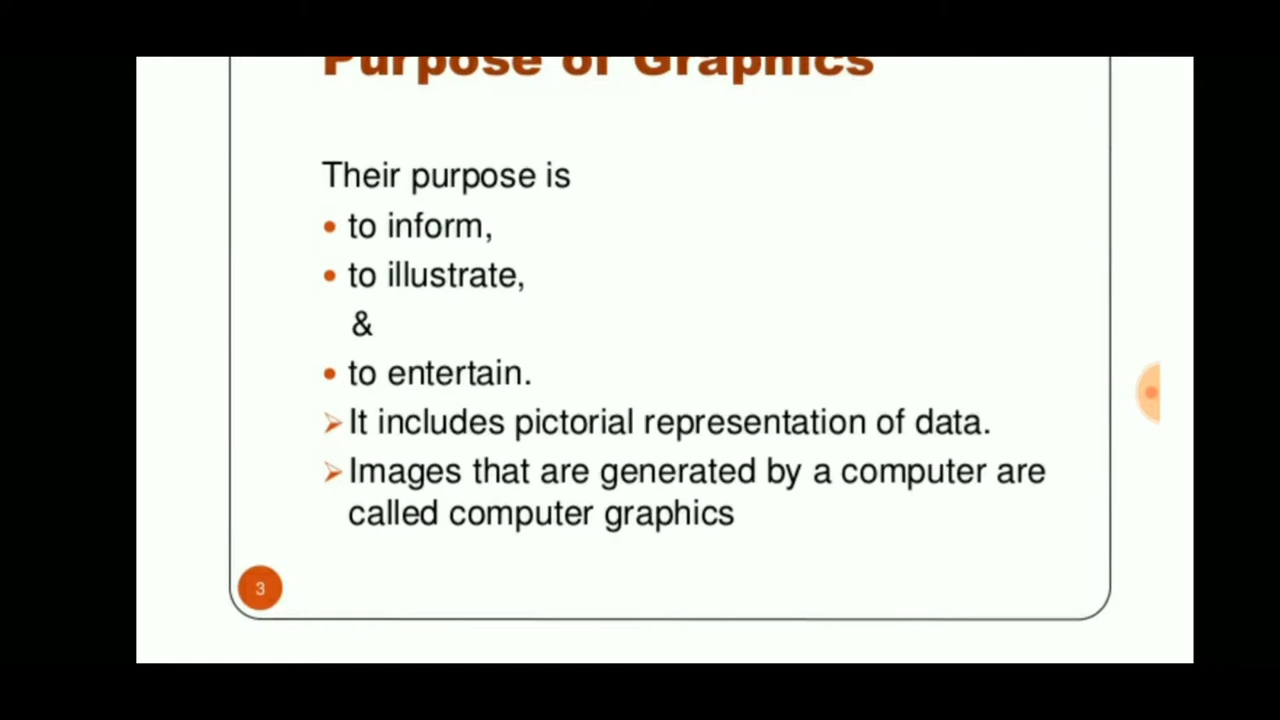 Purpose of Graphics
Their purpose is
• to inform,
• to illustrate,
&
• to entertain.
➢ It includes pictorial representation of data.
➢ Images that are generated by a computer are
called computer graphics
3